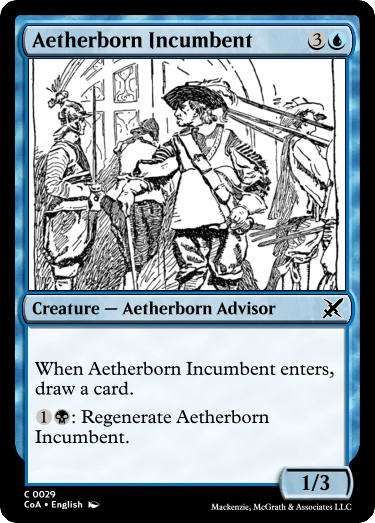 Aetherborn Incumbent 3
Creature — Aetherborn Advisor
When Aetherborn Incumbent enters,
draw a card.
1 : Regenerate Aetherborn
Incumbent.
1/3
C 0029
CoA • English
Mackenzie, McGrath & Associates LLC